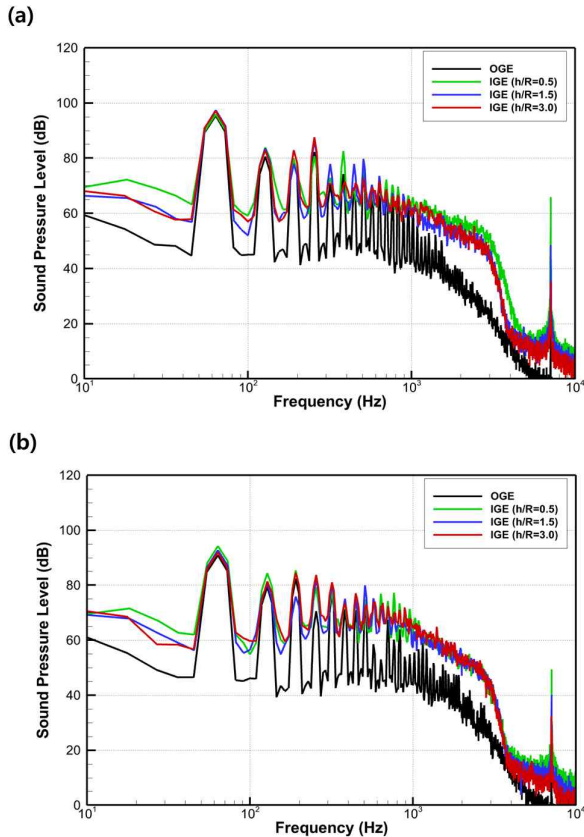 (a)
120
100
80
60
40
20
0
Sound Pressure Level (dB)
OGE
IGE (h/R=0.5)
IGE (h/R=1.5)
IGE (h/R=3.0)
10¹ 10² 10³ 10⁴
Frequency (Hz)
(b)
120
100
80
60
40
20
0
Sound Pressure Level (dB)
OGE
IGE (h/R=0.5)
IGE (h/R=1.5)
IGE (h/R=3.0)
10¹ 10² 10³ 10⁴
Frequency (Hz)